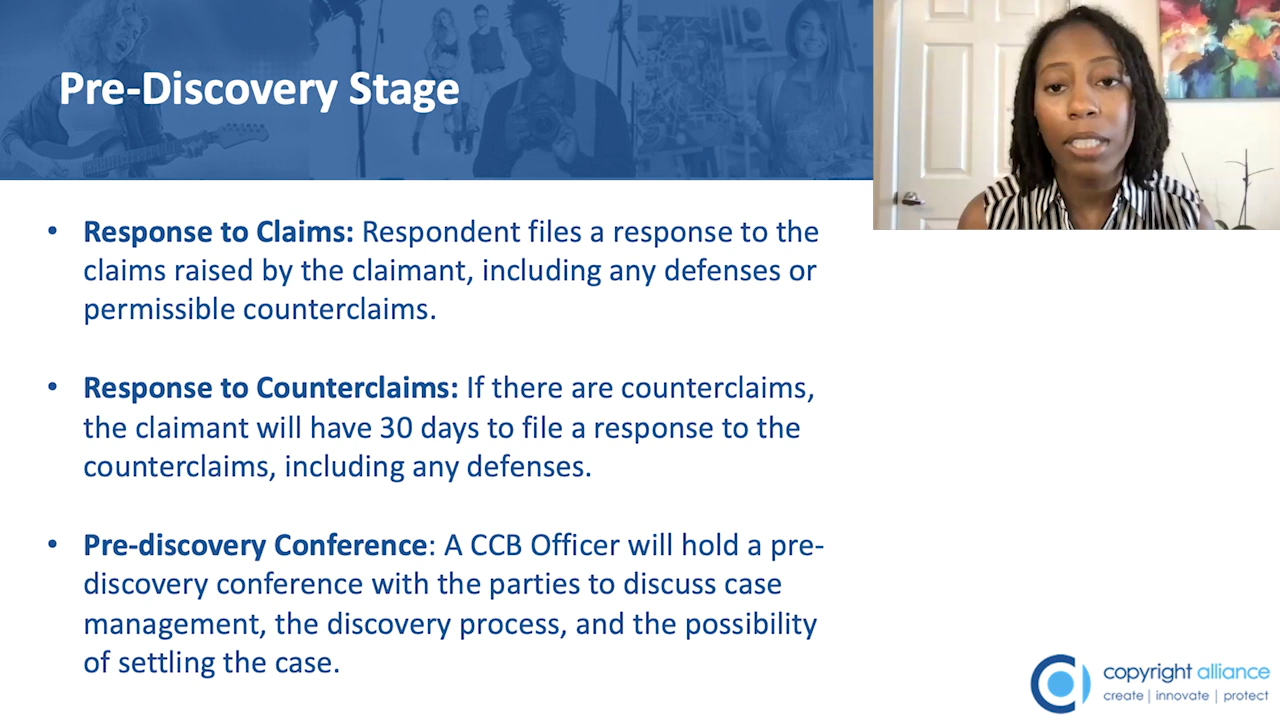 Pre-Discovery Stage
• Response to Claims: Respondent files a response to the
claims raised by the claimant, including any defenses or
permissible counterclaims.
• Response to Counterclaims: If there are counterclaims,
the claimant will have 30 days to file a response to the
counterclaims, including any defenses.
• Pre-discovery Conference: A CCB Officer will hold a pre-
discovery conference with the parties to discuss case
management, the discovery process, and the possibility
of settling the case.
copyright alliance
create | innovate | protect